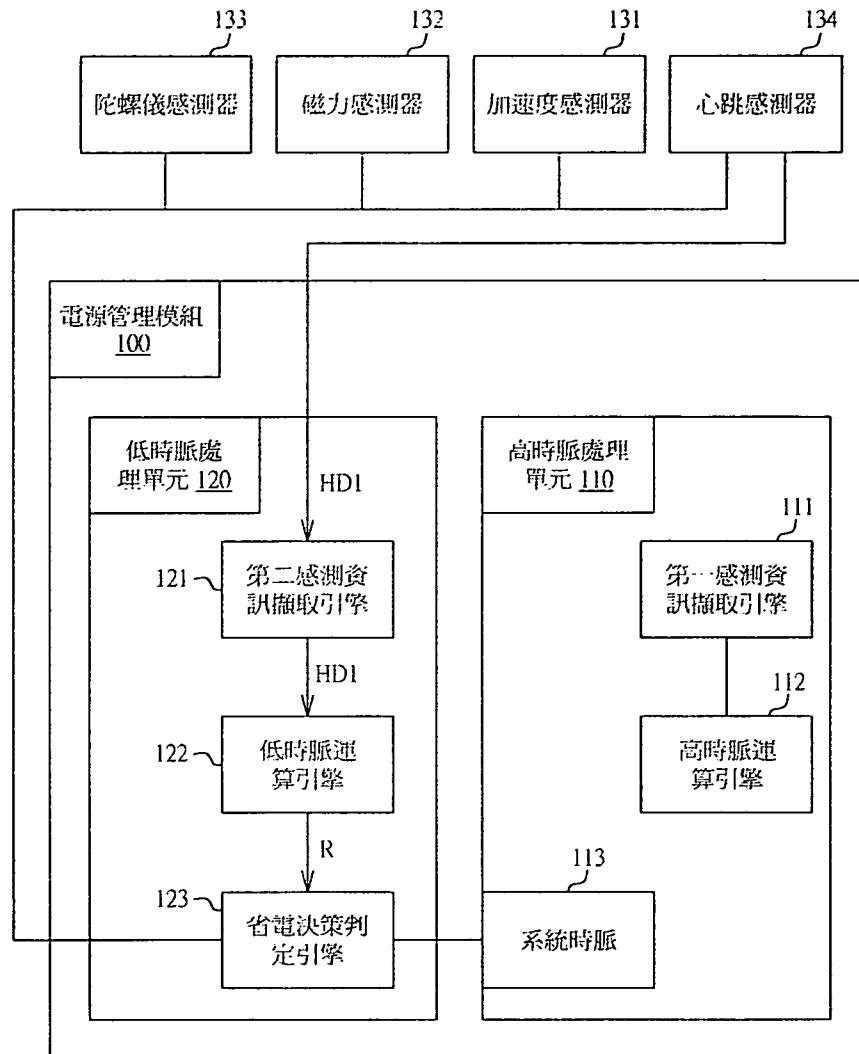 133
132
131
134
陀螺儀感測器
磁力感測器
加速度感測器
心跳感測器
電源管理模組
100
低時脈處
理單元 120
HD1
高時脈處理
單元 110
111
121
第二感測資
訊擷取引擎
第一感測資
訊擷取引擎
HD1
112
122
低時脈運
算引擎
高時脈運
算引擎
R
113
123
省電決策判
定引擎
系統時脈